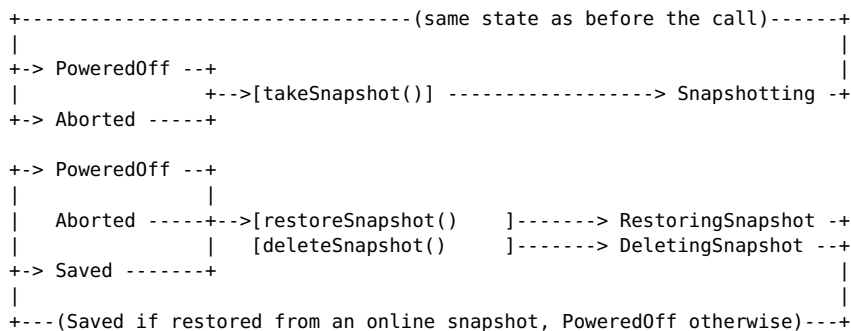 +---------------------------------(same state as before the call)------+
|                                                                      |
+-> PoweredOff --+                                                     |
|                +-->[takeSnapshot()] ------------------> Snapshotting -+
+-> Aborted -----+

+-> PoweredOff --+
|                |
|   Aborted -----+-->[restoreSnapshot()    ]-------> RestoringSnapshot -+
|                |   [deleteSnapshot()     ]-------> DeletingSnapshot --+
+-> Saved -------+                                                     |
|                                                                      |
+---(Saved if restored from an online snapshot, PoweredOff otherwise)---+